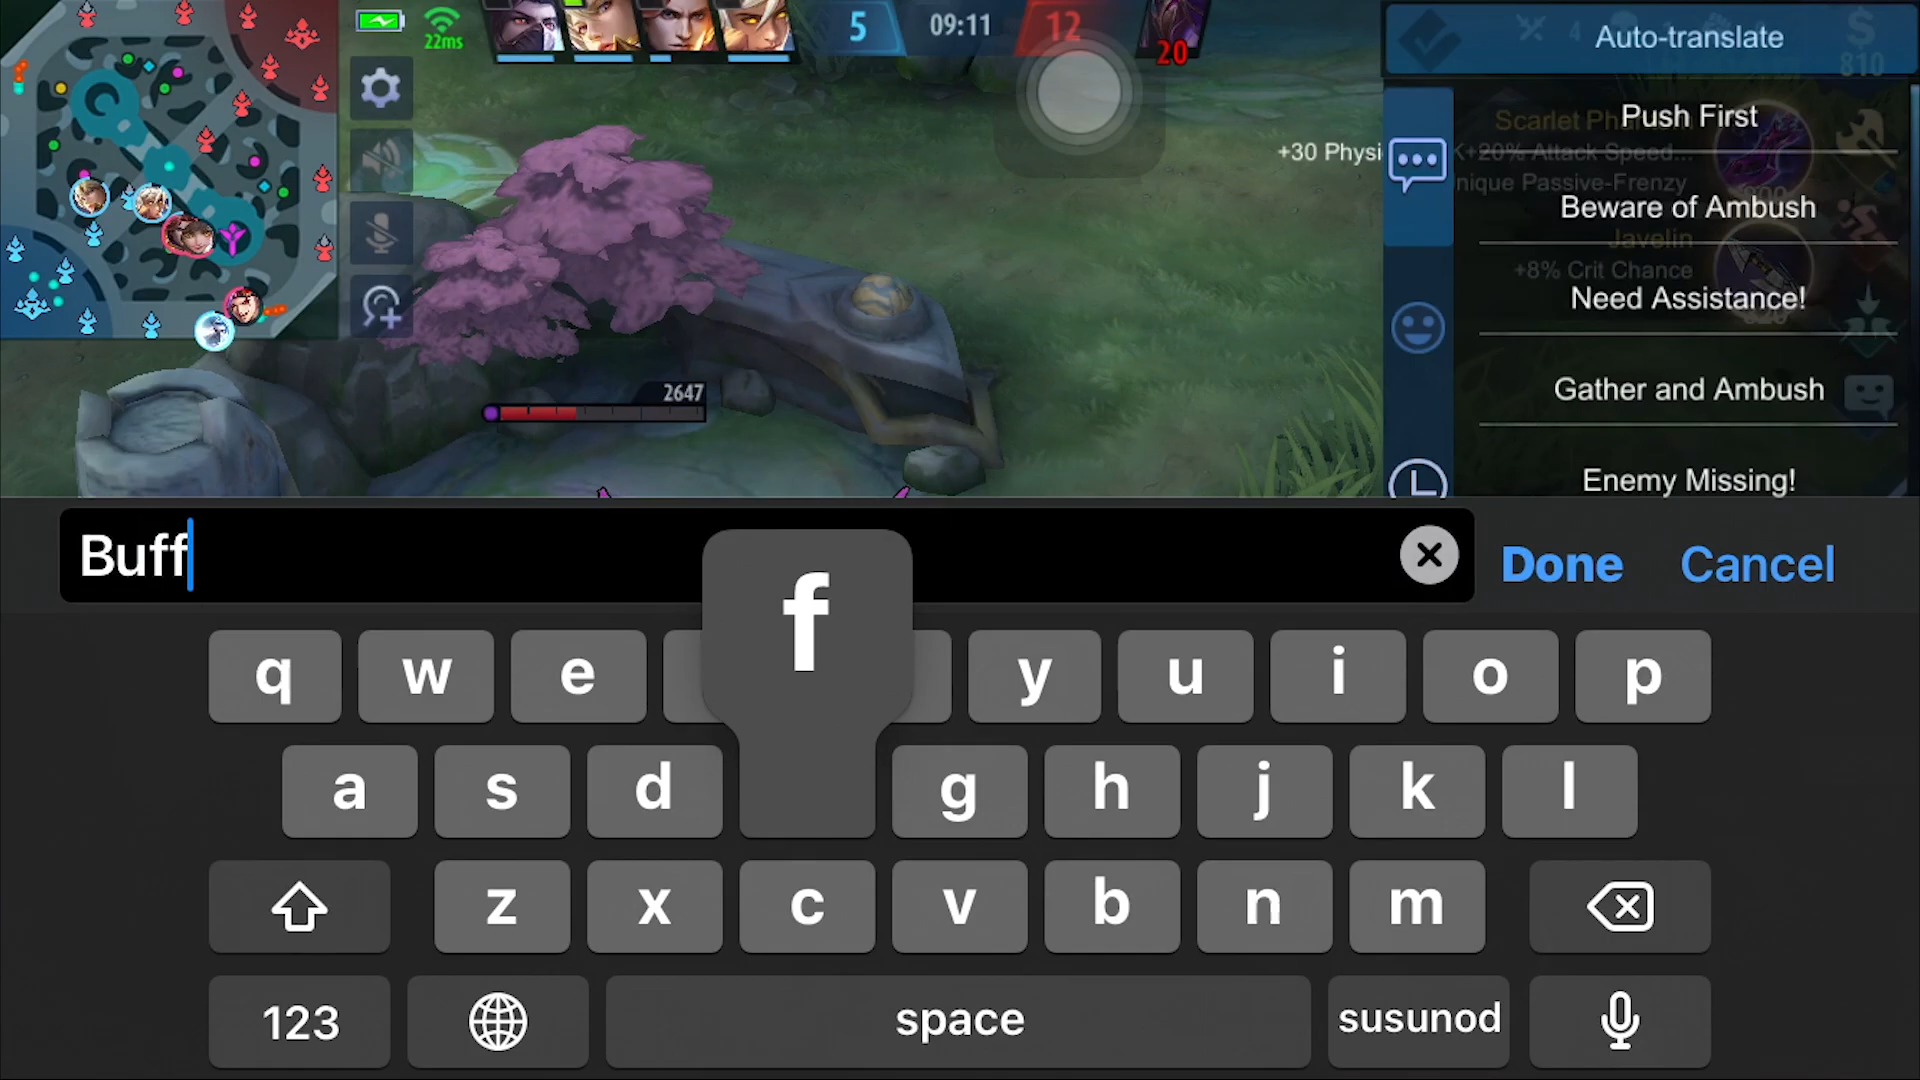 22ms
5
09:11
12
20
4
810
Auto-translate
Scarlet Phantom
Push First
+30 Physi
+20% Attack Speed...
nique Passive-Frenzy
Beware of Ambush
Javelin
+8% Crit Chance
Need Assistance!
Gather and Ambush
2647
Enemy Missing!
Buff
Done
Cancel
f
q w e y u i o p
a s d g h j k l
z x c v b n m
123
space
susunod